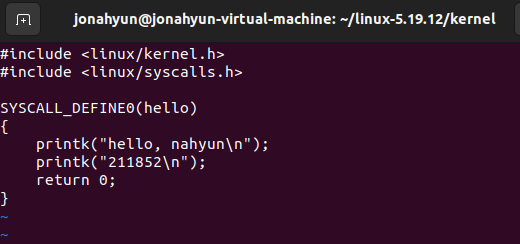 jonahyun@jonahyun-virtual-machine: ~/linux-5.19.12/kernel
#include <linux/kernel.h>
#include <linux/syscalls.h>

SYSCALL_DEFINE0(hello)
{
    printk("hello, nahyun\n");
    printk("211852\n");
    return 0;
}
~
~